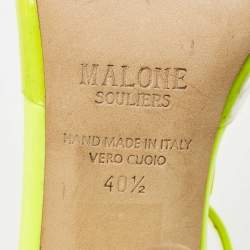 MALONE
SOULIERS
HAND MADE IN ITALY
VERO CUOIO
40½